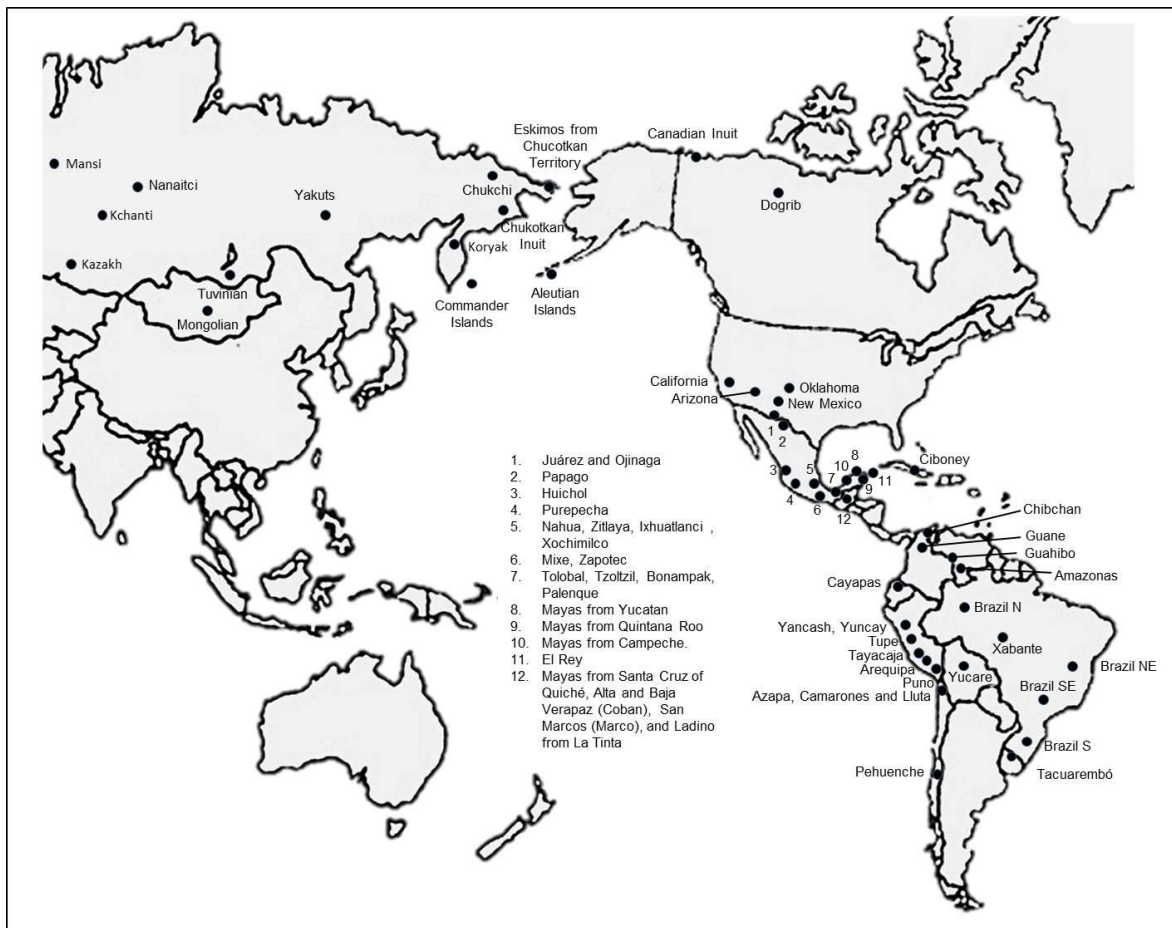 Eskimos from
Chucotkan
Territory
Canadian Inuit
Mansi
Nanaitci
Yakuts
Chukchi
Dogrib
Kchanti
Chukotkan
Inuit
Koryak
Kazakh
Tuvinian
Mongolian
Commander
Islands
Aleutian
Islands
California
Arizona
Oklahoma
New Mexico
1
2
3
4
5
6
7
8
9
10
11
12
Ciboney
1. Juárez and Ojinaga
2. Papago
3. Huichol
4. Purepecha
5. Nahua, Zitlaya, Ixhuatlanci ,
Xochimilco
6. Mixe, Zapotec
7. Tolobal, Tzoltzil, Bonampak,
Palenque
8. Mayas from Yucatan
9. Mayas from Quintana Roo
10. Mayas from Campeche.
11. El Rey
12. Mayas from Santa Cruz of
Quiché, Alta and Baja
Verapaz (Coban), San
Marcos (Marco), and Ladino
from La Tinta
Chibchan
Guane
Guahibo
Amazonas
Cayapas
Brazil N
Yancash, Yuncay
Tupe
Xabante
Tayacaja
Arequipa
Yucare
Brazil NE
Puno
Brazil SE
Azapa, Camarones and Lluta
Brazil S
Pehuenche
Tacuarembó